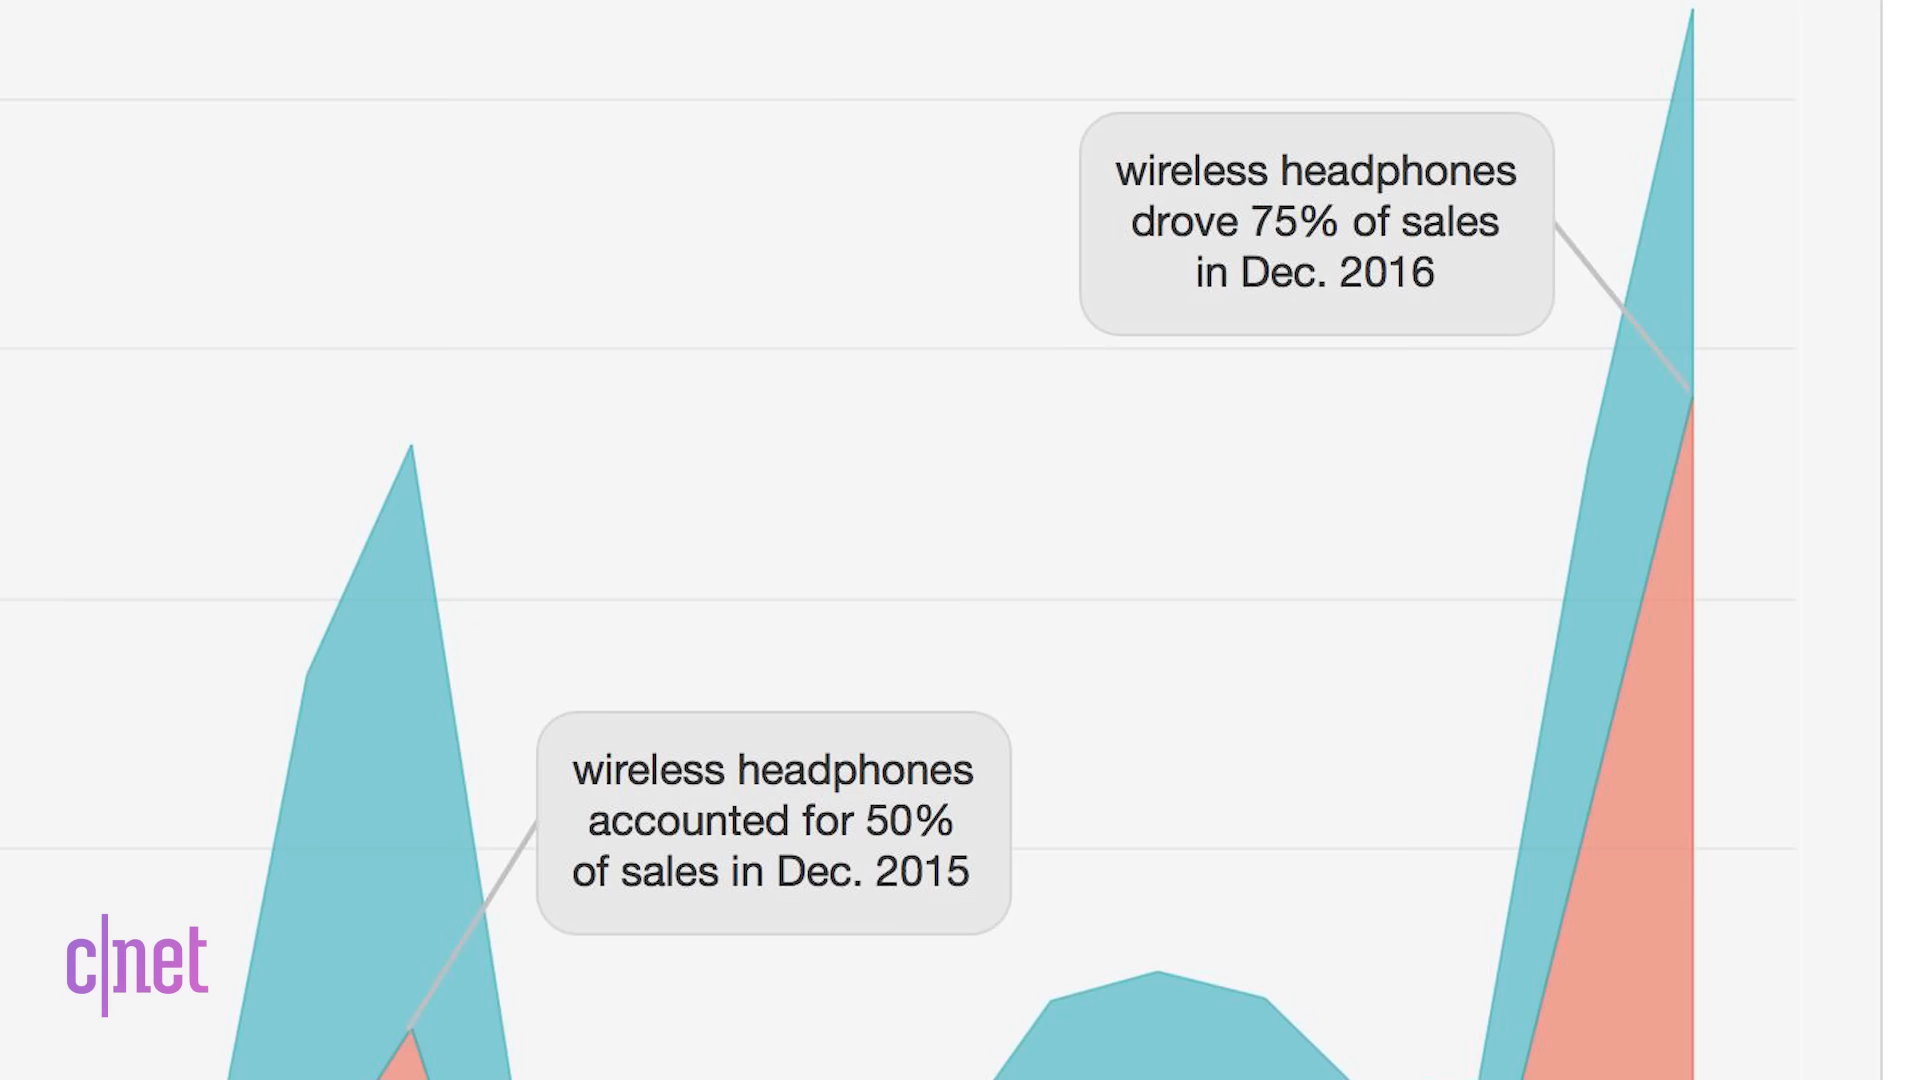 wireless headphones
drove 75% of sales
in Dec. 2016
wireless headphones
accounted for 50%
of sales in Dec. 2015
c|net